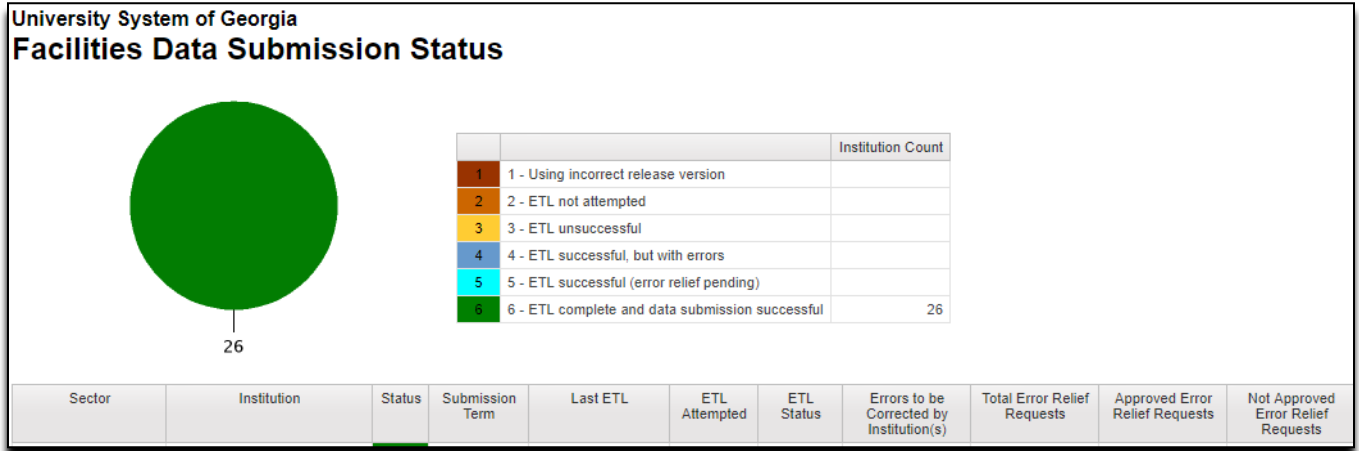 University System of Georgia
Facilities Data Submission Status
Institution Count
1 1 - Using incorrect release version
2 2 - ETL not attempted
3 3 - ETL unsuccessful
4 4 - ETL successful, but with errors
5 5 - ETL successful (error relief pending)
6 6 - ETL complete and data submission successful 26
26
Sector Institution Status Submission Last ETL ETL ETL Errors to be Total Error Relief Approved Error Not Approved
Term Attempted Status Corrected by Requests Relief Requests Error Relief
Institution(s) Requests